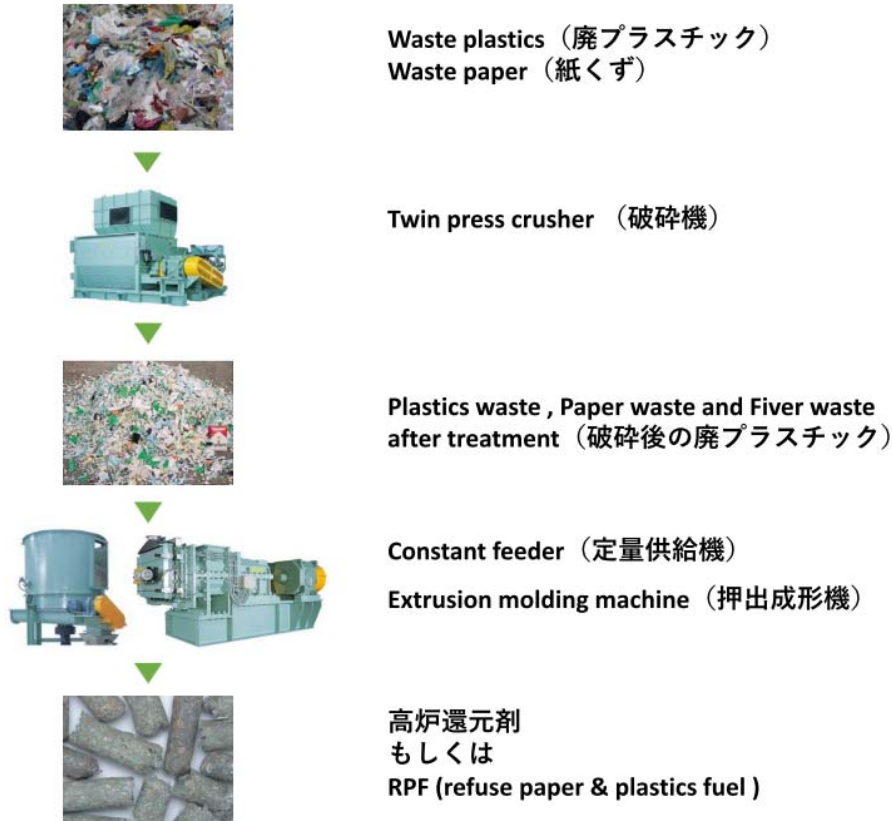 Waste plastics（廃プラスチック）
Waste paper（紙くず）
Twin press crusher （破砕機）
Plastics waste , Paper waste and Fiver waste
after treatment（破砕後の廃プラスチック）
Constant feeder（定量供給機）
Extrusion molding machine（押出成形機）
高炉還元剤
もしくは
RPF (refuse paper & plastics fuel )